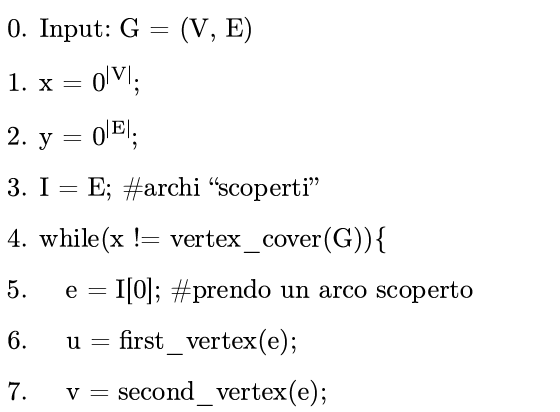 0. Input: G = (V, E)
1. x = 0^|V|;
2. y = 0^|E|;
3. I = E; #archi “scoperti”
4. while(x != vertex_cover(G)){
5. e = I[0]; #prendo un arco scoperto
6. u = first_vertex(e);
7. v = second_vertex(e);